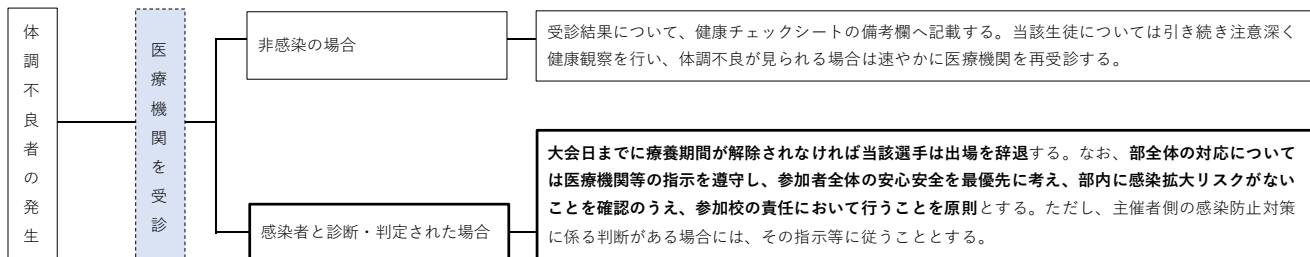 体調不良者の発生
医療機関を受診
非感染の場合
受診結果について、健康チェックシートの備考欄へ記載する。当該生徒については引き続き注意深く
健康観察を行い、体調不良が見られる場合は速やかに医療機関を再受診する。
感染者と診断・判定された場合
大会日までに療養期間が解除されなければ当該選手は出場を辞退する。なお、部全体の対応について
は医療機関等の指示を遵守し、参加者全体の安心安全を最優先に考え、部内に感染拡大リスクがない
ことを確認のうえ、参加校の責任において行うことを原則とする。ただし、主催者側の感染防止対策
に係る判断がある場合には、その指示等に従うこととする。